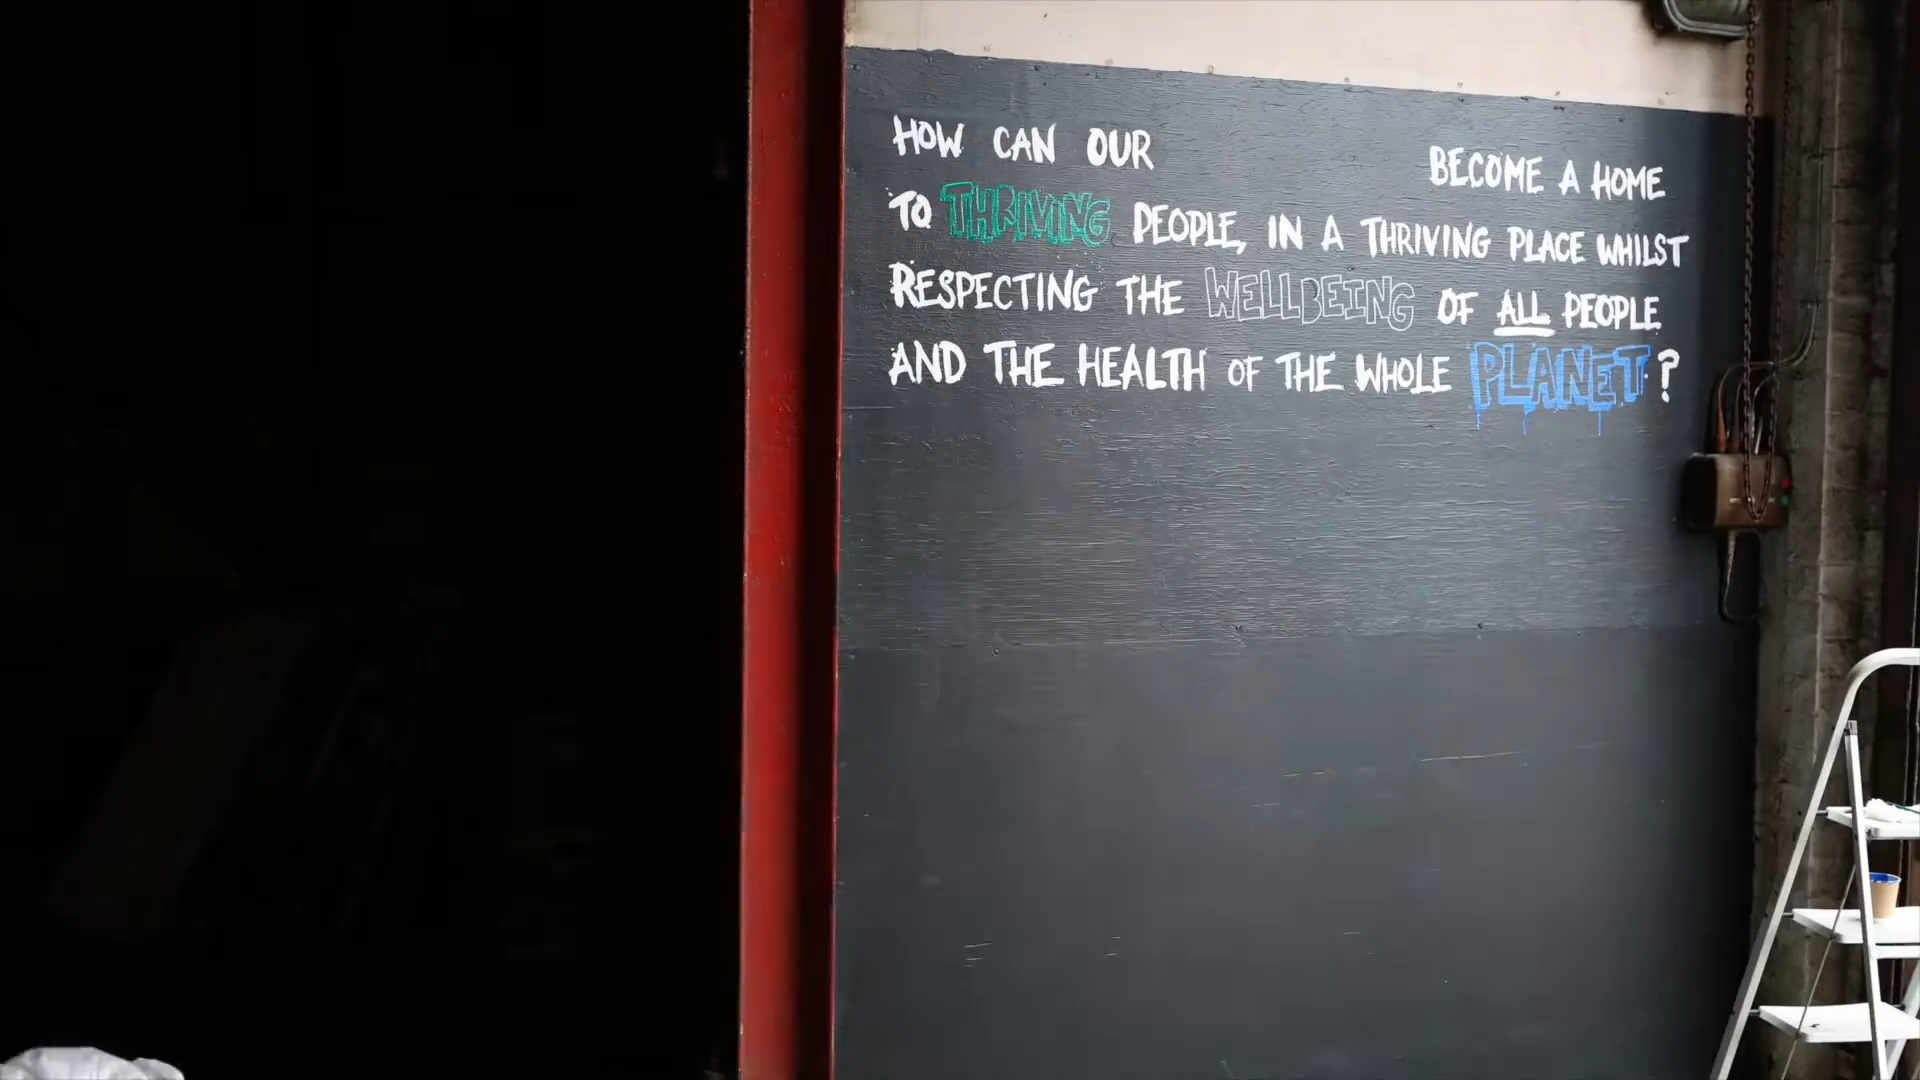 HOW CAN OUR BECOME A HOME
TO THRIVING PEOPLE, IN A THRIVING PLACE WHILST
RESPECTING THE WELLBEING OF ALL PEOPLE
AND THE HEALTH OF THE WHOLE PLANET?